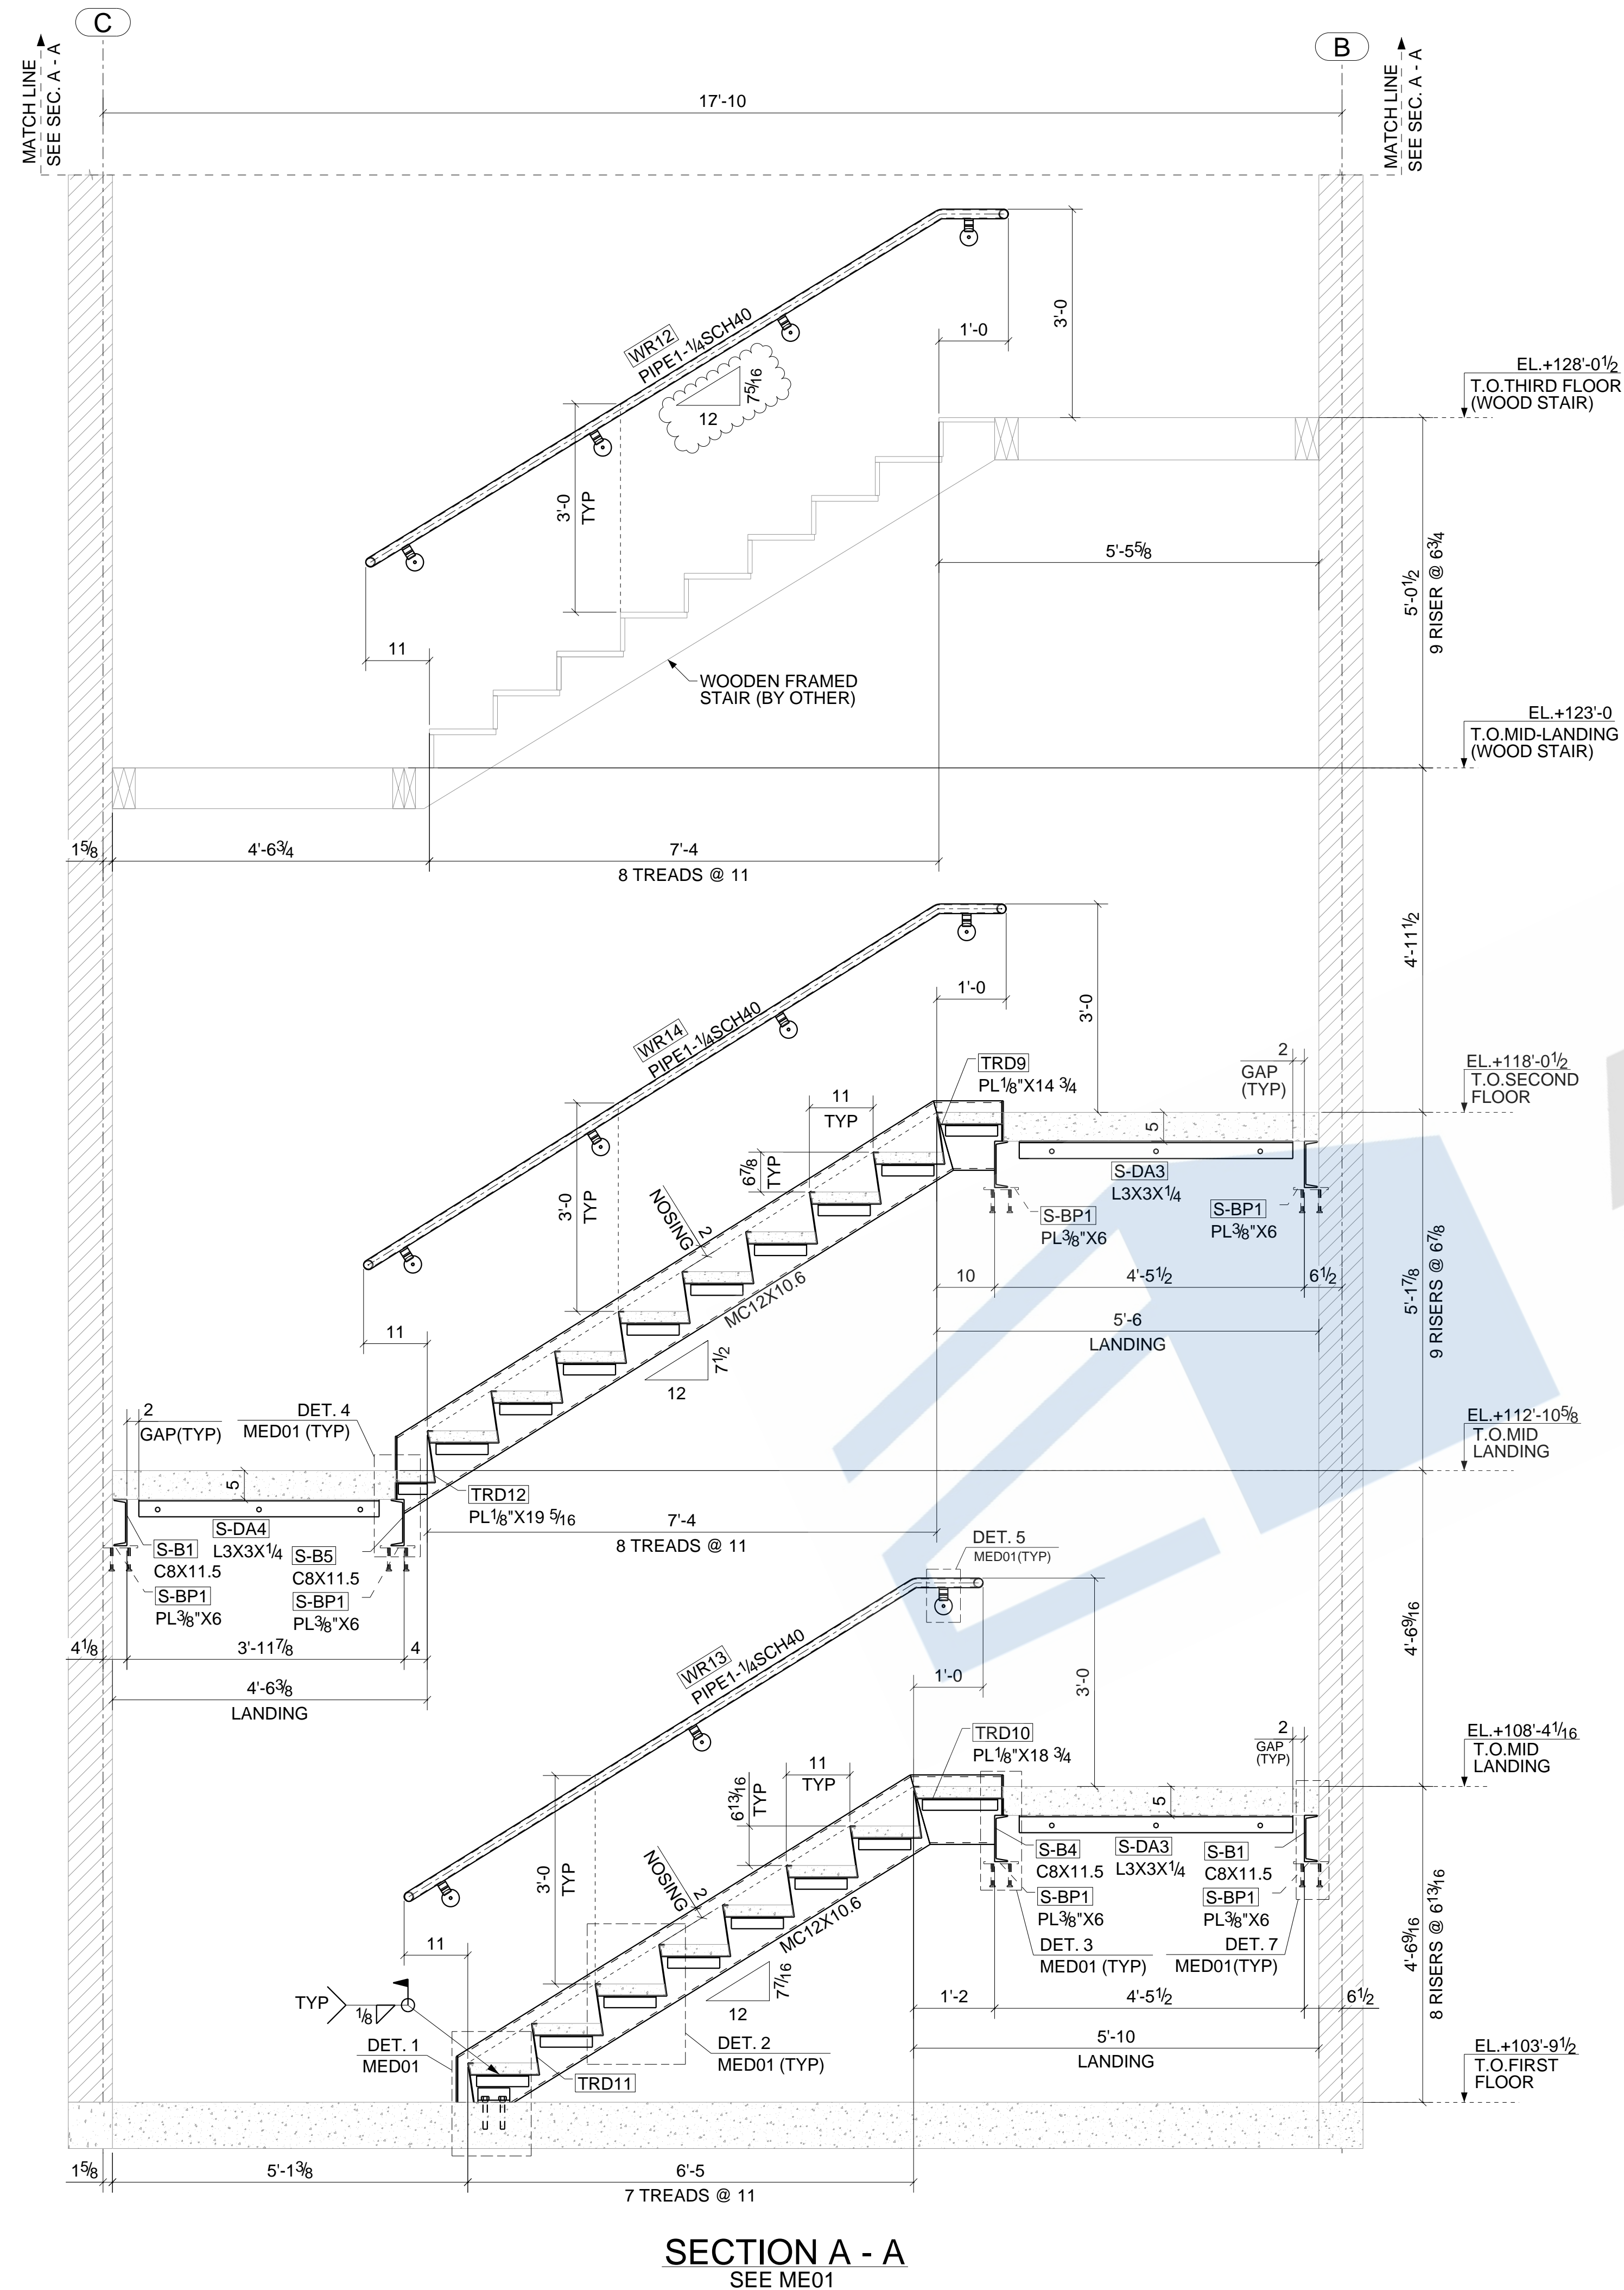 C
B
MATCH LINE
SEE SEC. A - A
MATCH LINE
SEE SEC. A - A
17'-10
WR12
PIPE1-1/4SCH40
7 5/16
12
3'-0
1'-0
EL.+128'-0 1/2
T.O.THIRD FLOOR
(WOOD STAIR)
3'-0
TYP
5'-5 5/8
5'-0 1/2
9 RISER @ 6 3/4
11
WOODEN FRAMED
STAIR (BY OTHER)
EL.+123'-0
T.O.MID-LANDING
(WOOD STAIR)
1 5/8
4'-6 3/4
7'-4
8 TREADS @ 11
4'-11 1/2
WR14
PIPE1-1/4SCH40
1'-0
3'-0
TRD9
PL1/8"X14 3/4
2
GAP
(TYP)
EL.+118'-0 1/2
T.O.SECOND
FLOOR
11
TYP
5
6 7/8
TYP
3'-0
TYP
2
NOSING
S-DA3
L3X3X1/4
S-BP1
PL3/8"X6
S-BP1
PL3/8"X6
MC12X10.6
10
4'-5 1/2
6 1/2
5'-1 7/8
9 RISERS @ 6 7/8
11
7 1/2
12
5'-6
LANDING
2
GAP(TYP)
DET. 4
MED01 (TYP)
EL.+112'-10 5/8
T.O.MID
LANDING
5
TRD12
PL1/8"X19 5/16
S-DA4
L3X3X1/4
S-B1
C8X11.5
S-B5
C8X11.5
S-BP1
PL3/8"X6
S-BP1
PL3/8"X6
7'-4
8 TREADS @ 11
DET. 5
MED01(TYP)
4 1/8
3'-11 7/8
4
4'-6 3/8
LANDING
4'-6 9/16
WR13
PIPE1-1/4SCH40
1'-0
3'-0
TRD10
PL1/8"X18 3/4
2
GAP
(TYP)
EL.+108'-4 1/16
T.O.MID
LANDING
11
TYP
6 13/16
TYP
5
3'-0
TYP
2
NOSING
S-B4
C8X11.5
S-DA3
L3X3X1/4
S-B1
C8X11.5
S-BP1
PL3/8"X6
S-BP1
PL3/8"X6
MC12X10.6
DET. 3
MED01 (TYP)
DET. 7
MED01(TYP)
4'-6 9/16
8 RISERS @ 6 13/16
11
TYP
1/8
7 7/16
12
1'-2
4'-5 1/2
6 1/2
DET. 1
MED01
DET. 2
MED01 (TYP)
TRD11
5'-10
LANDING
EL.+103'-9 1/2
T.O.FIRST
FLOOR
1 5/8
5'-1 3/8
6'-5
7 TREADS @ 11
SECTION A - A
SEE ME01